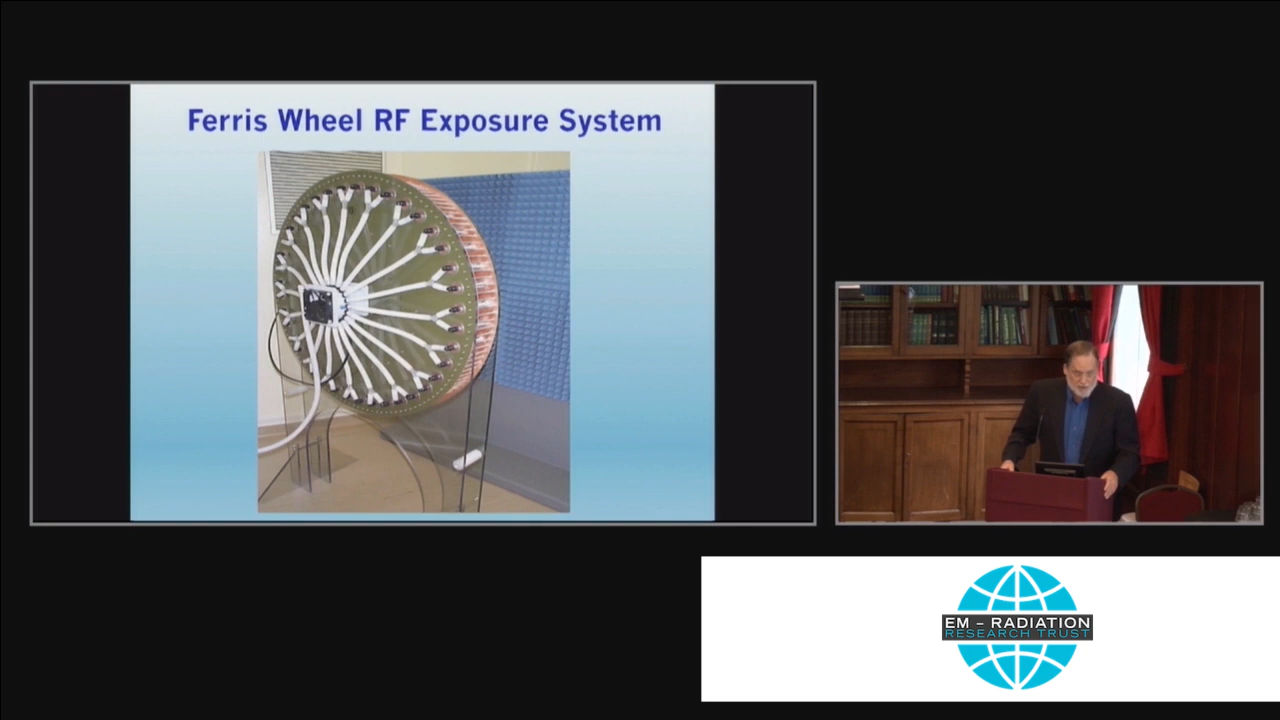 Ferris Wheel RF Exposure System
EM – RADIATION
RESEARCH TRUST